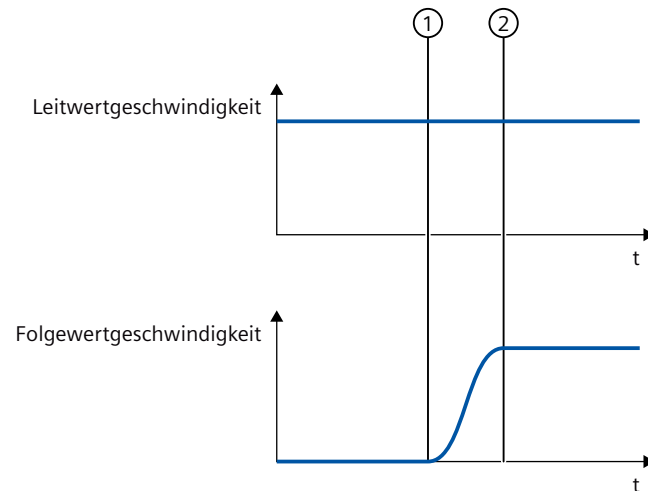 ① ②
Leitwertgeschwindigkeit
t
Folgewertgeschwindigkeit
t